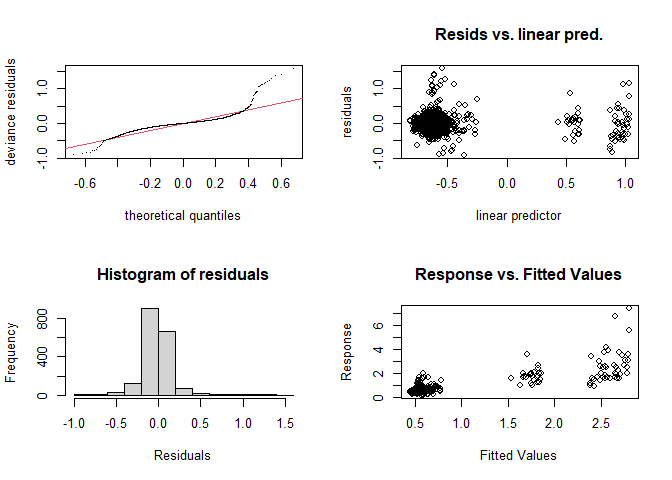 deviance residuals
-1.0 0.0 1.0
-0.6 -0.2 0.0 0.2 0.4 0.6
theoretical quantiles
Resids vs. linear pred.
residuals
-1.0 0.0 1.0
-0.5 0.0 0.5 1.0
linear predictor
Histogram of residuals
Frequency
0 400 800
-1.0 -0.5 0.0 0.5 1.0 1.5
Residuals
Response vs. Fitted Values
Response
0 2 4 6
0.5 1.0 1.5 2.0 2.5
Fitted Values